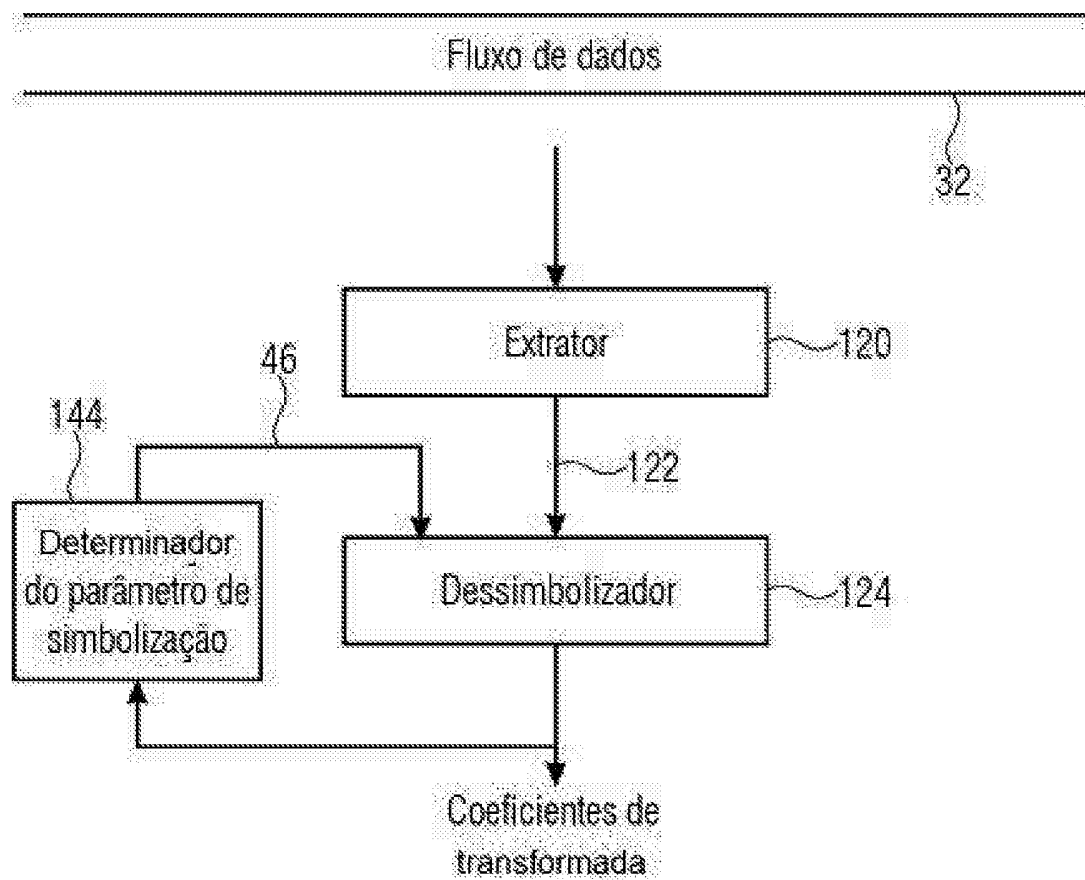 Fluxo de dados
32
Extrator
120
46
144
122
Determinador
do parâmetro de
simbolização
Dessimbolizador
124
Coeficientes de
transformada